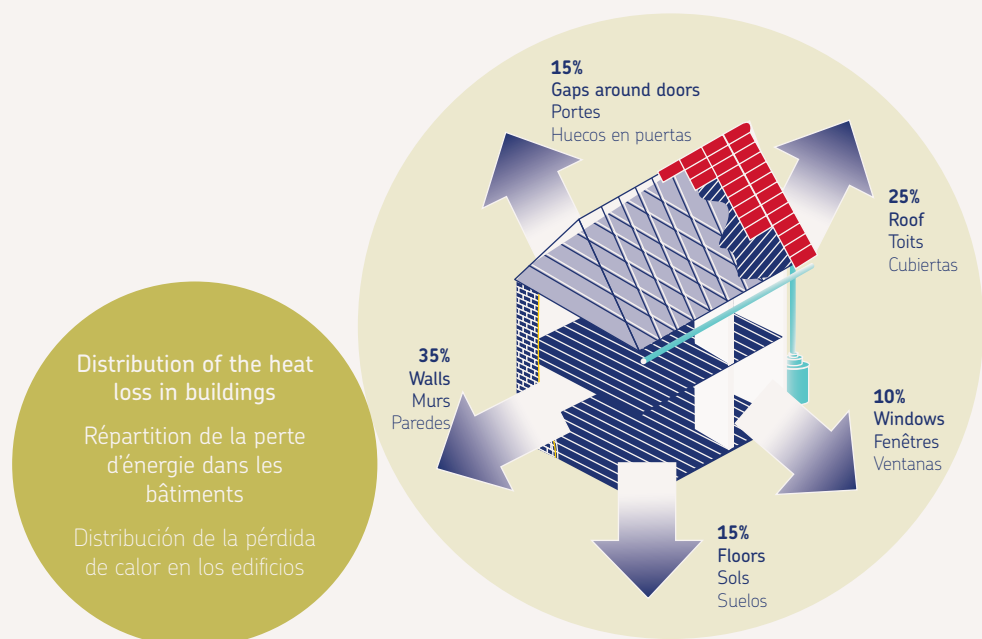 15%
Gaps around doors
Portes
Huecos en puertas
25%
Roof
Toits
Cubiertas
35%
Walls
Murs
Paredes
10%
Windows
Fenêtres
Ventanas
15%
Floors
Sols
Suelos
Distribution of the heat
loss in buildings
Répartition de la perte
d'énergie dans les
bâtiments
Distribución de la pérdida
de calor en los edificios